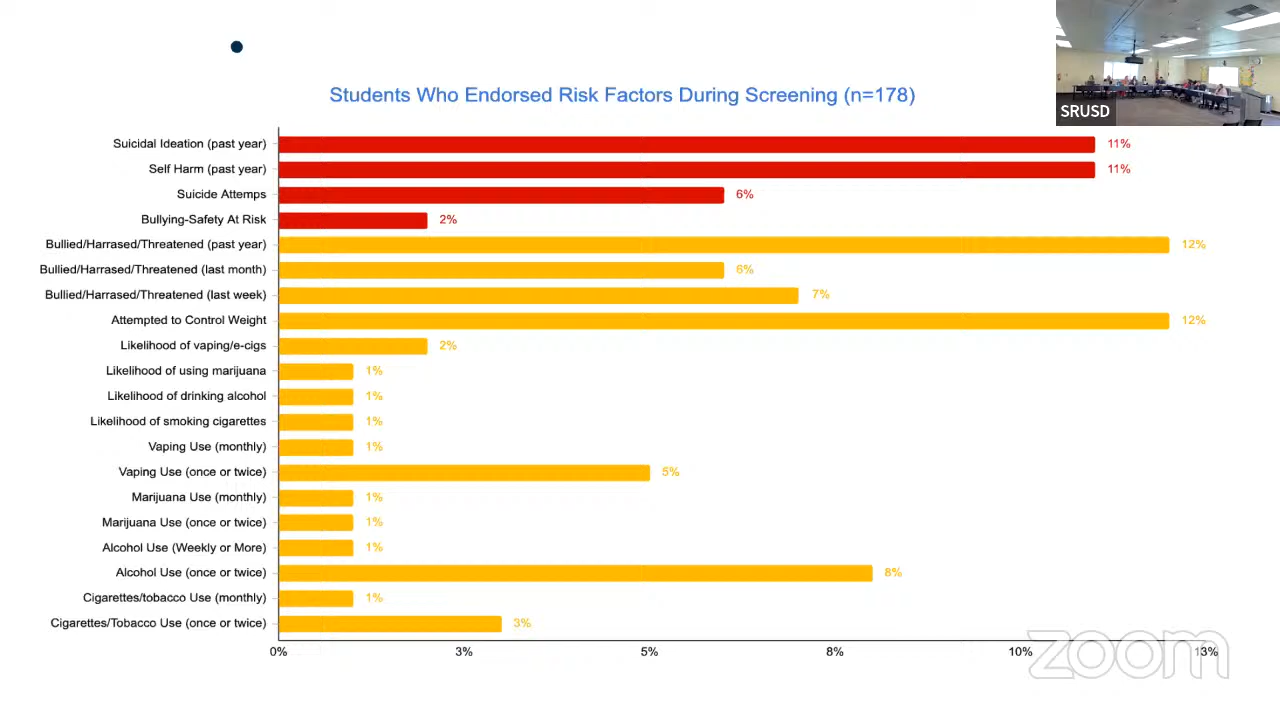 Students Who Endorsed Risk Factors During Screening (n=178)
SRUSD
Suicidal Ideation (past year) 11%
Self Harm (past year) 11%
Suicide Attemps 6%
Bullying-Safety At Risk 2%
Bullied/Harrased/Threatened (past year) 12%
Bullied/Harrased/Threatened (last month) 6%
Bullied/Harrased/Threatened (last week) 7%
Attempted to Control Weight 12%
Likelihood of vaping/e-cigs 2%
Likelihood of using marijuana 1%
Likelihood of drinking alcohol 1%
Likelihood of smoking cigarettes 1%
Vaping Use (monthly) 1%
Vaping Use (once or twice) 5%
Marijuana Use (monthly) 1%
Marijuana Use (once or twice) 1%
Alcohol Use (Weekly or More) 1%
Alcohol Use (once or twice) 8%
Cigarettes/tobacco Use (monthly) 1%
Cigarettes/Tobacco Use (once or twice) 3%
0% 3% 5% 8% 10% 13%
zoom